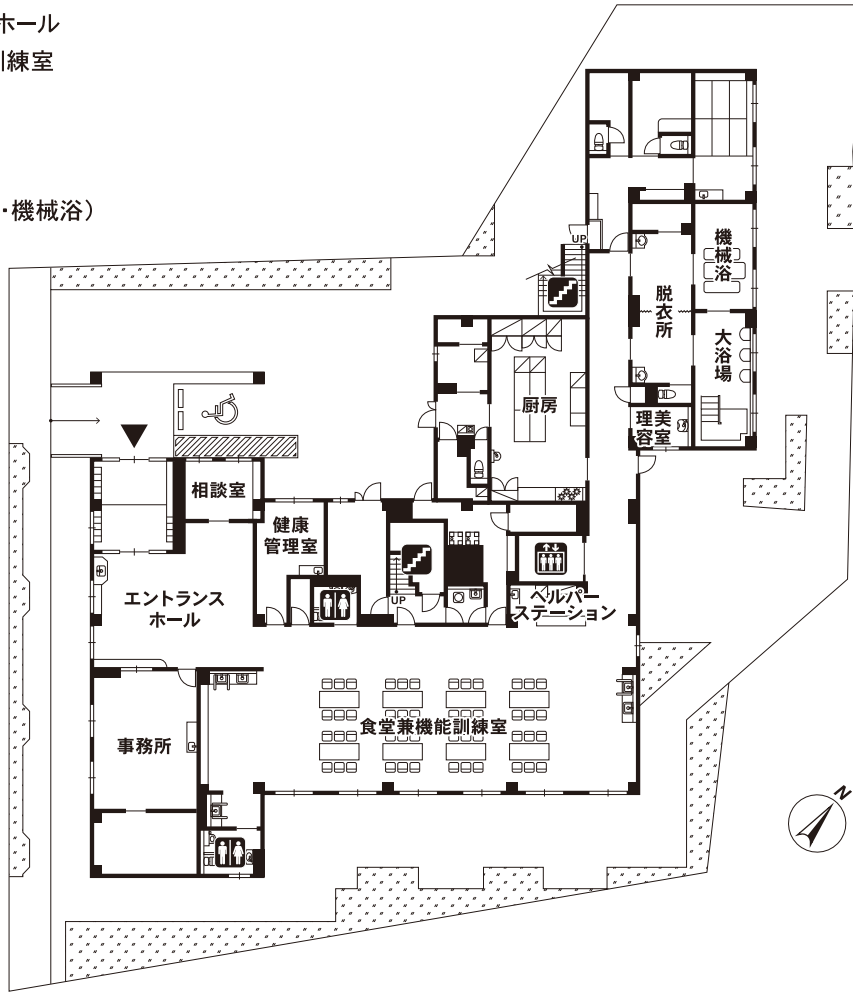 ホール
訓練室
・機械浴）
N
UP
機械浴
脱衣所
大浴場
厨房
理美
容室
相談室
健康
管理室
UP
エントランス
ホール
ヘルパー
ステーション
食堂兼機能訓練室
事務所